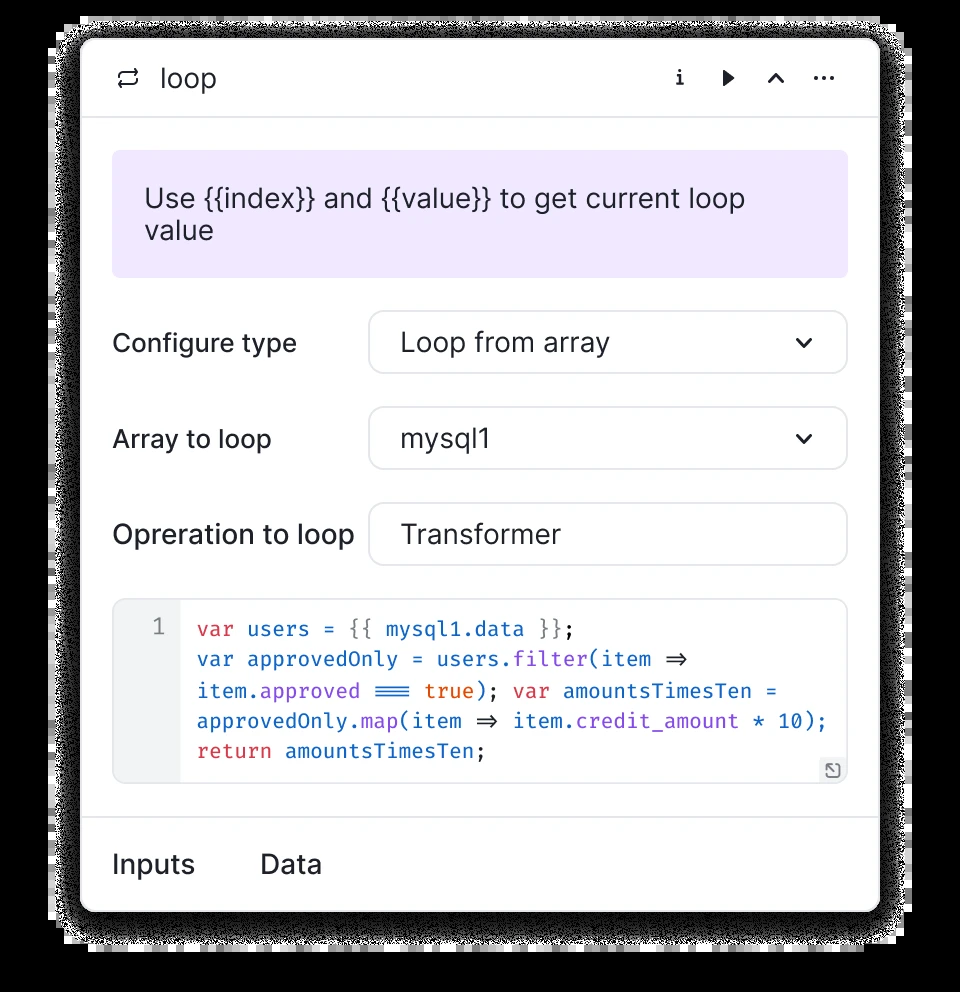 loop
Use {{index}} and {{value}} to get current loop
value
Configure type
Loop from array
Array to loop
mysql1
Opreration to loop
Transformer
1
var users = {{ mysql1.data }};
var approvedOnly = users.filter(item =>
item.approved === true); var amountsTimesTen =
approvedOnly.map(item => item.credit_amount * 10);
return amountsTimesTen;
Inputs
Data